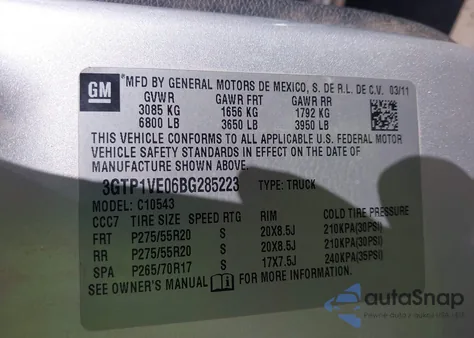 GM
MFD BY GENERAL MOTORS DE MEXICO, S. DE R.L. DE C.V. 03/11
GVWR GAWR FRT GAWR RR
3085 KG 1656 KG 1792 KG
6800 LB 3650 LB 3950 LB
THIS VEHICLE CONFORMS TO ALL APPLICABLE U.S. FEDERAL MOTOR
VEHICLE SAFETY STANDARDS IN EFFECT ON THE DATE OF
MANUFACTURE SHOWN ABOVE.
3GTP1VE06BG285223 TYPE: TRUCK
MODEL: C10543
CCC7 TIRE SIZE SPEED RTG RIM COLD TIRE PRESSURE
FRT P275/55R20 S 20X8.5J 210KPA(30PSI)
RR P275/55R20 S 20X8.5J 210KPA(30PSI)
SPA P265/70R17 S 17X7.5J 240KPA(35PSI)
SEE OWNER'S MANUAL FOR MORE INFORMATION.
autoSnap